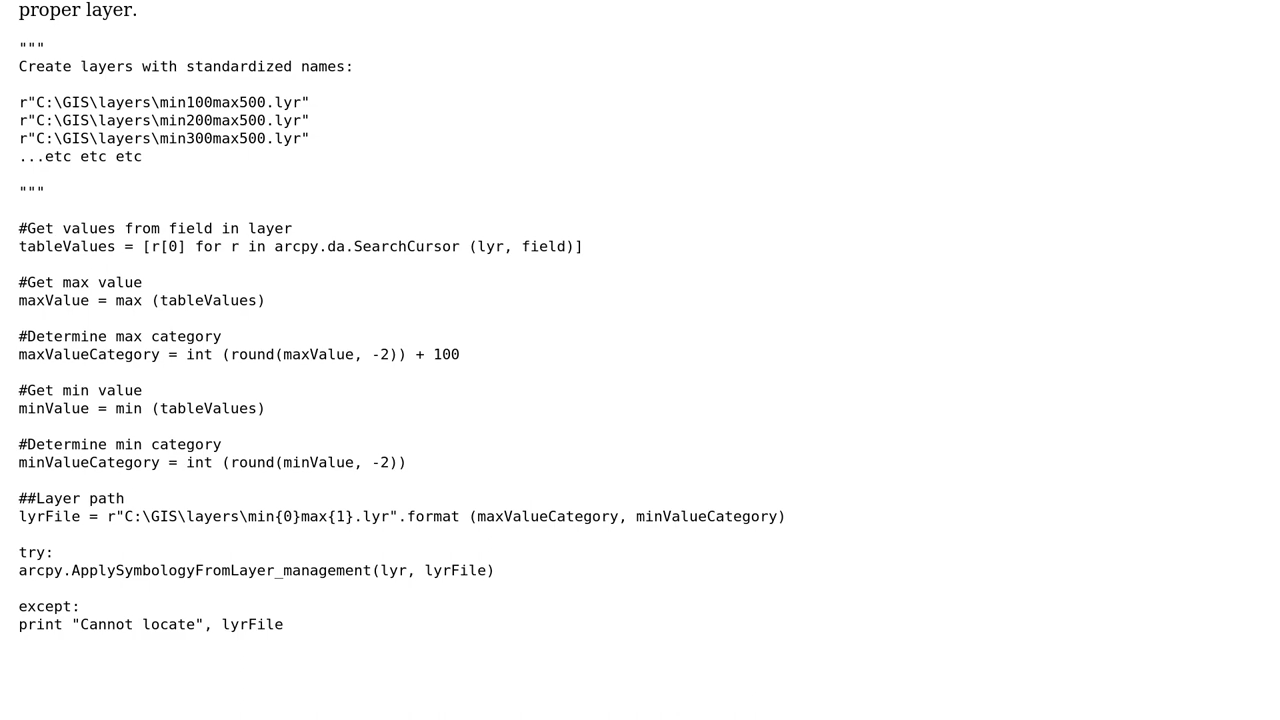 proper layer.
"""
Create layers with standardized names:
r"C:\GIS\layers\min100max500.lyr"
r"C:\GIS\layers\min200max500.lyr"
r"C:\GIS\layers\min300max500.lyr"
...etc etc etc
"""
#Get values from field in layer
tableValues = [r[0] for r in arcpy.da.SearchCursor (lyr, field)]
#Get max value
maxValue = max (tableValues)
#Determine max category
maxValueCategory = int (round(maxValue, -2)) + 100
#Get min value
minValue = min (tableValues)
#Determine min category
minValueCategory = int (round(minValue, -2))
##Layer path
lyrFile = r"C:\GIS\layers\min{0}max{1}.lyr".format (maxValueCategory, minValueCategory)
try:
arcpy.ApplySymbologyFromLayer_management(lyr, lyrFile)
except:
print "Cannot locate", lyrFile